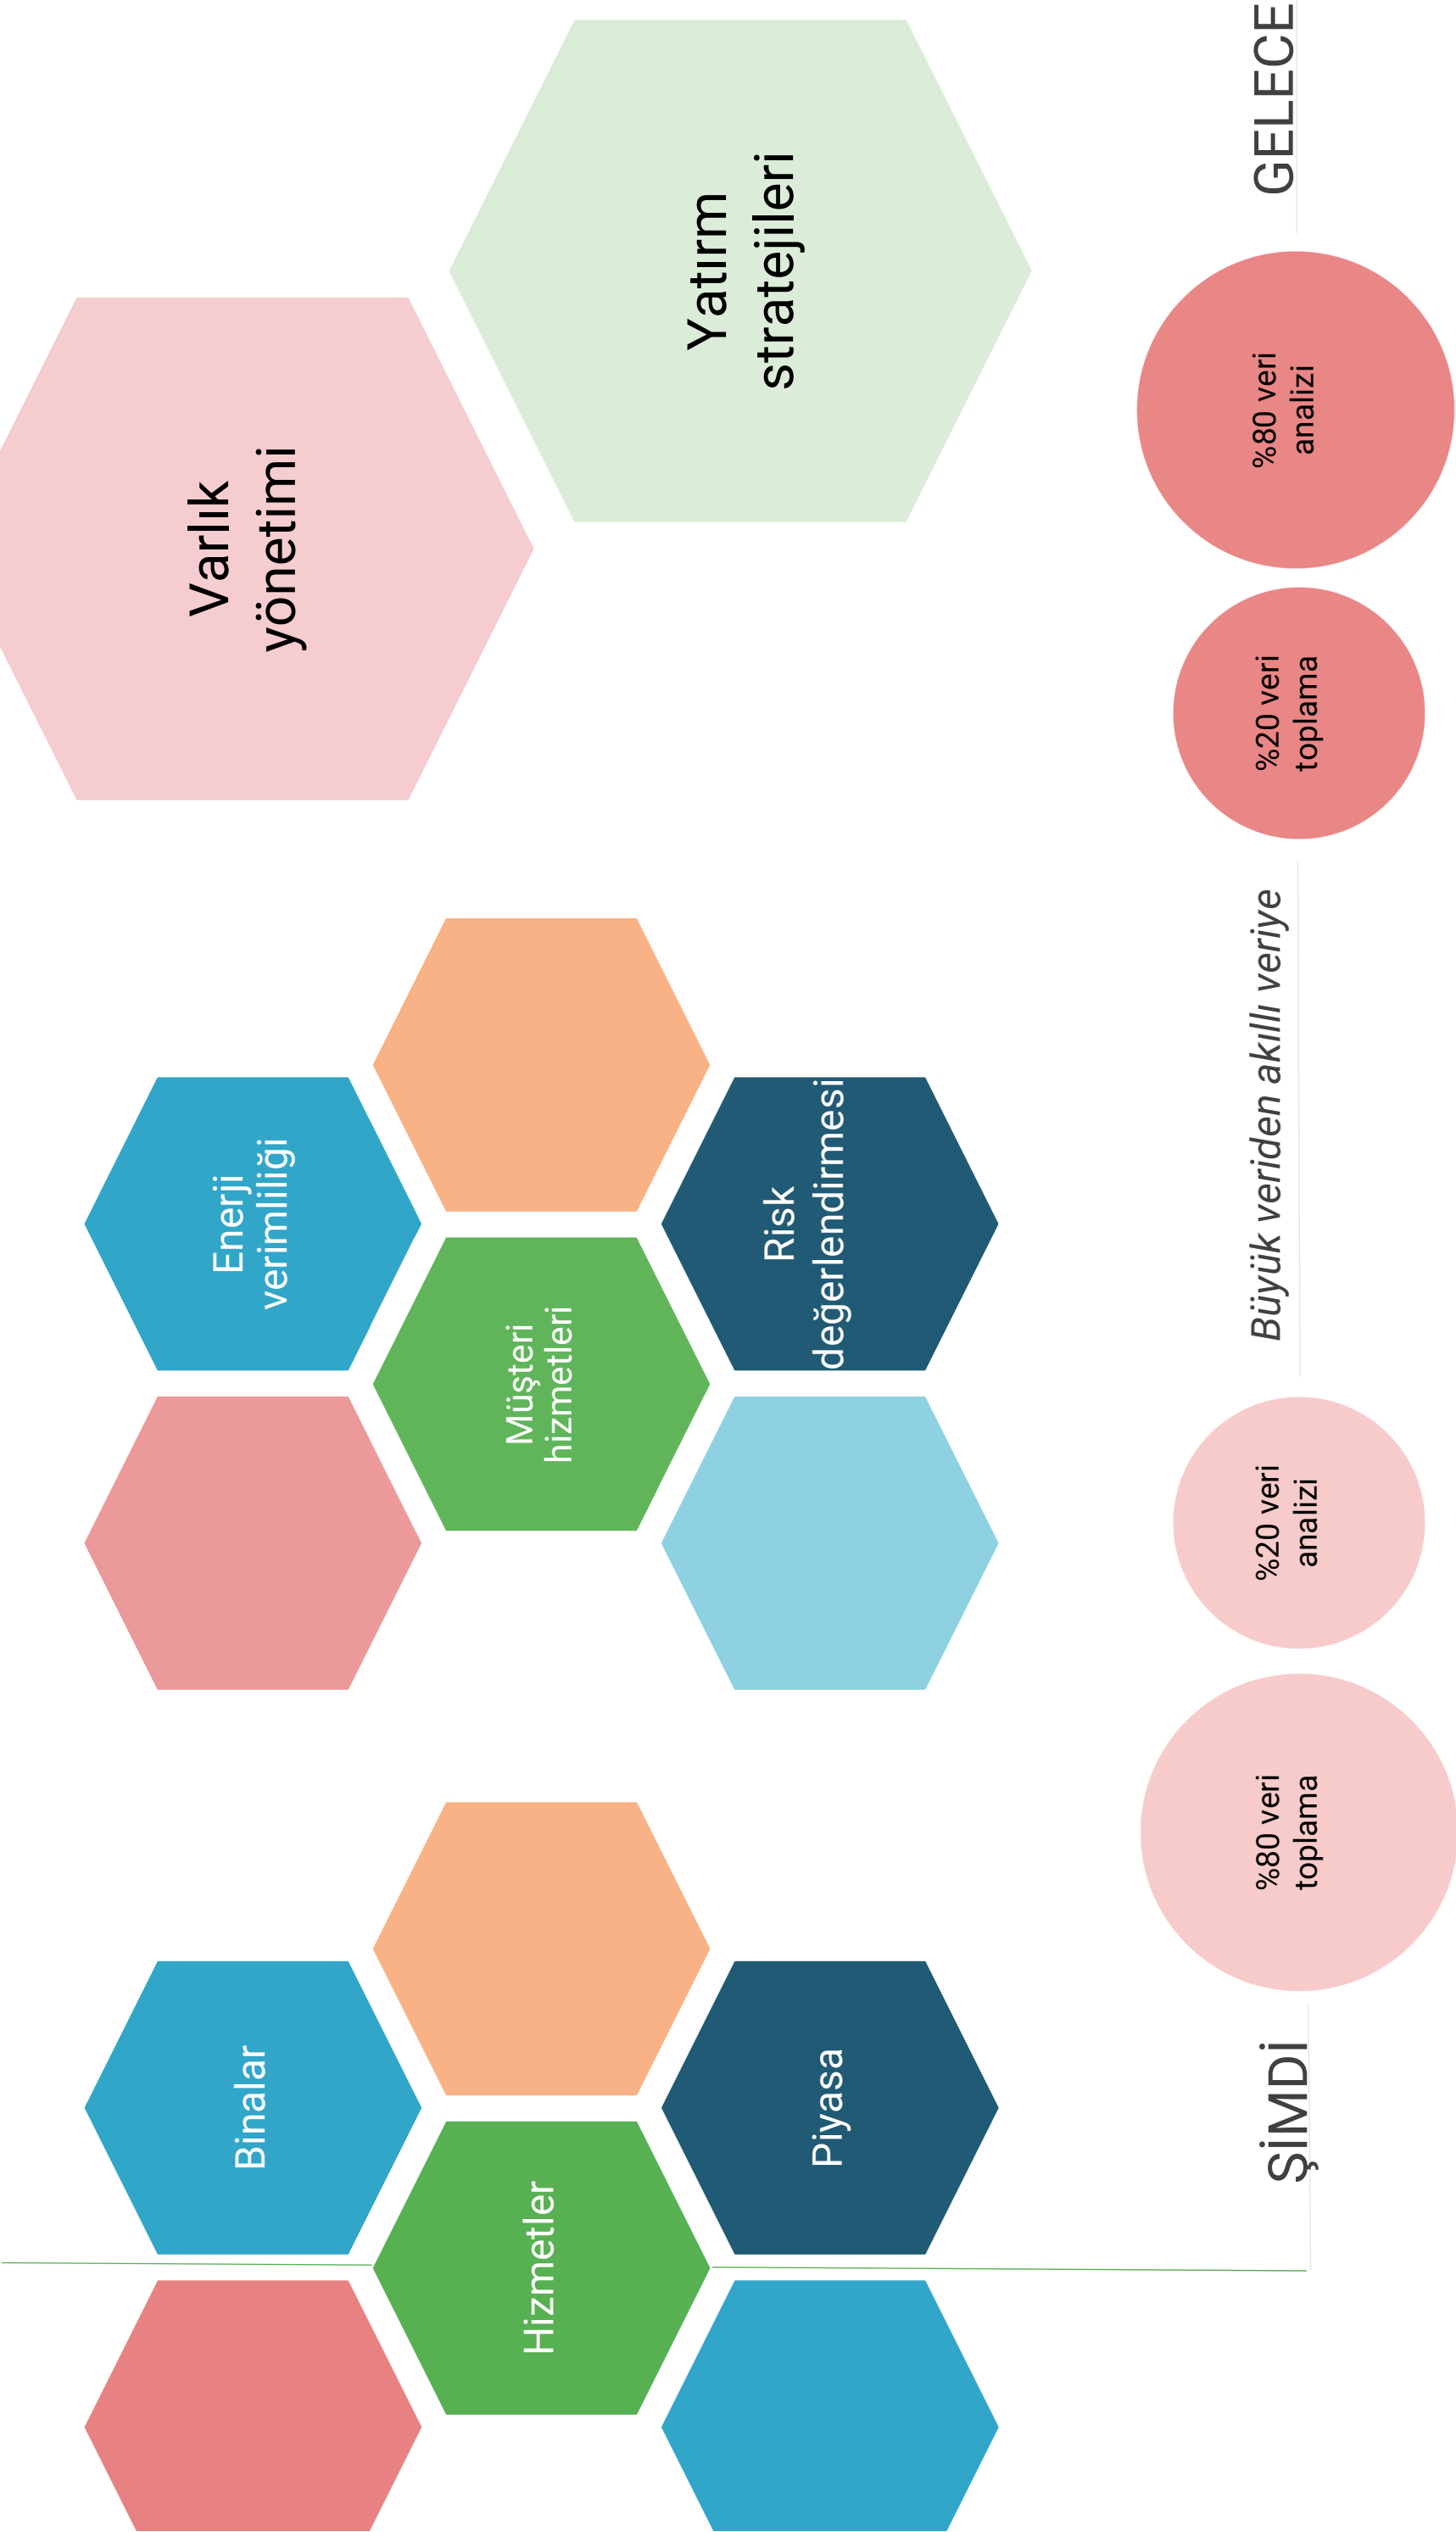 Binalar
Hizmetler
Piyasa
Enerji
verimliliği
Müşteri
hizmetleri
Risk
değerlendirmesi
Varlık
yönetimi
Yatırım
stratejileri
ŞİMDİ
%80 veri
toplama
%20 veri
analizi
Büyük veriden akıllı veriye
%20 veri
toplama
%80 veri
analizi
GELECE